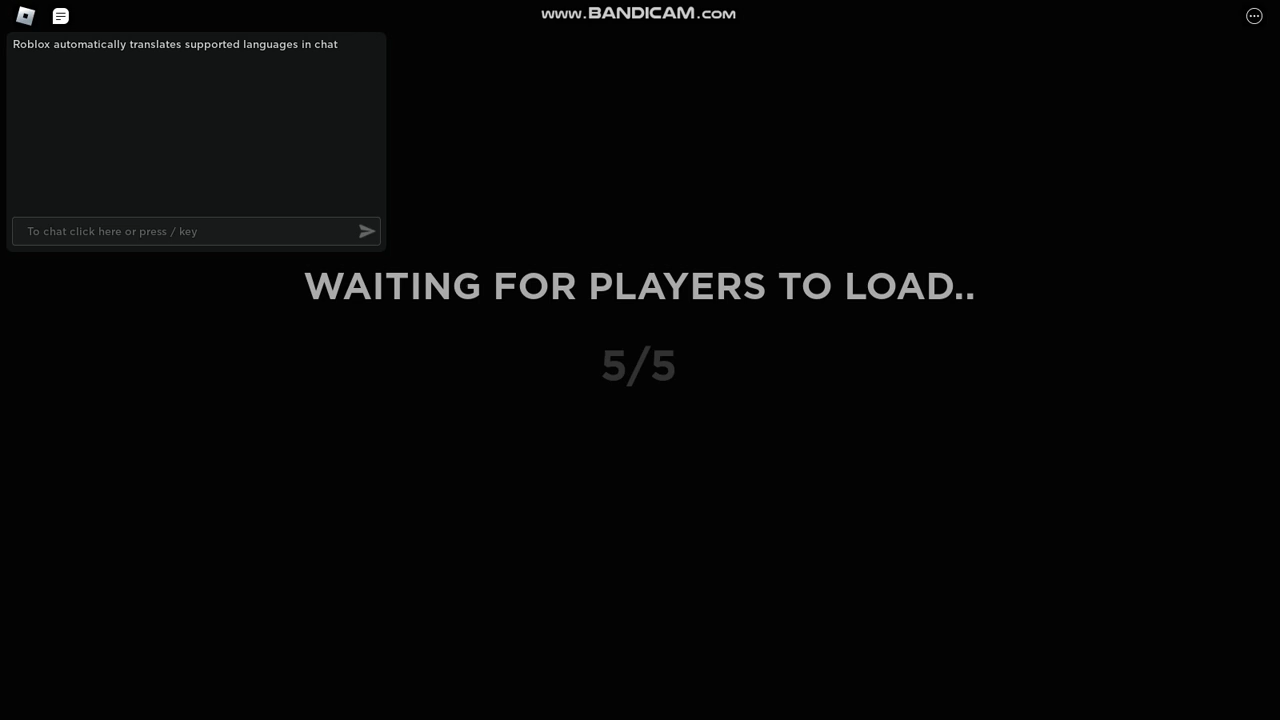 www.BANDICAM.com
Roblox automatically translates supported languages in chat
To chat click here or press / key
WAITING FOR PLAYERS TO LOAD..
5/5